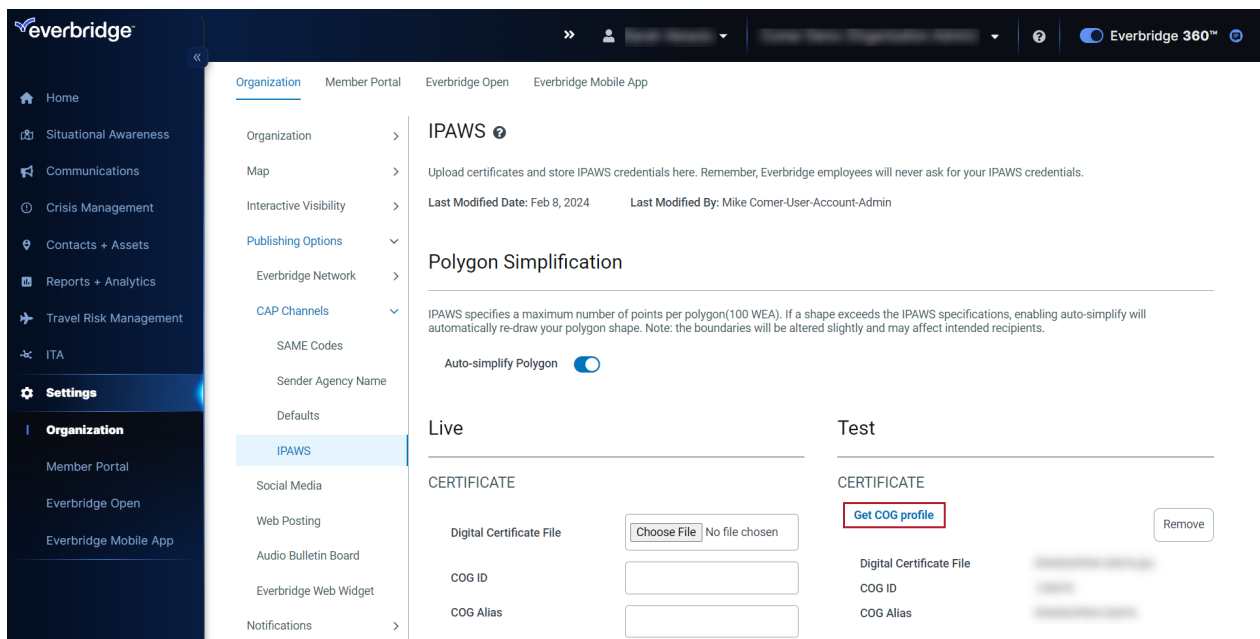 everbridge
Everbridge 360™
Home
Situational Awareness
Communications
Crisis Management
Contacts + Assets
Reports + Analytics
Travel Risk Management
ITA
Settings
Organization
Member Portal
Everbridge Open
Everbridge Mobile App
Organization
Member Portal
Everbridge Open
Everbridge Mobile App
Organization
Map
Interactive Visibility
Publishing Options
Everbridge Network
CAP Channels
SAME Codes
Sender Agency Name
Defaults
IPAWS
Social Media
Web Posting
Audio Bulletin Board
Everbridge Web Widget
Notifications
IPAWS
Upload certificates and store IPAWS credentials here. Remember, Everbridge employees will never ask for your IPAWS credentials.
Last Modified Date: Feb 8, 2024 Last Modified By: Mike Comer-User-Account-Admin
Polygon Simplification
IPAWS specifies a maximum number of points per polygon(100 WEA). If a shape exceeds the IPAWS specifications, enabling auto-simplify will
automatically re-draw your polygon shape. Note: the boundaries will be altered slightly and may affect intended recipients.
Auto-simplify Polygon
Live
CERTIFICATE
Digital Certificate File Choose File No file chosen
COG ID
COG Alias
Test
CERTIFICATE
Get COG profile
Remove
Digital Certificate File
COG ID
COG Alias